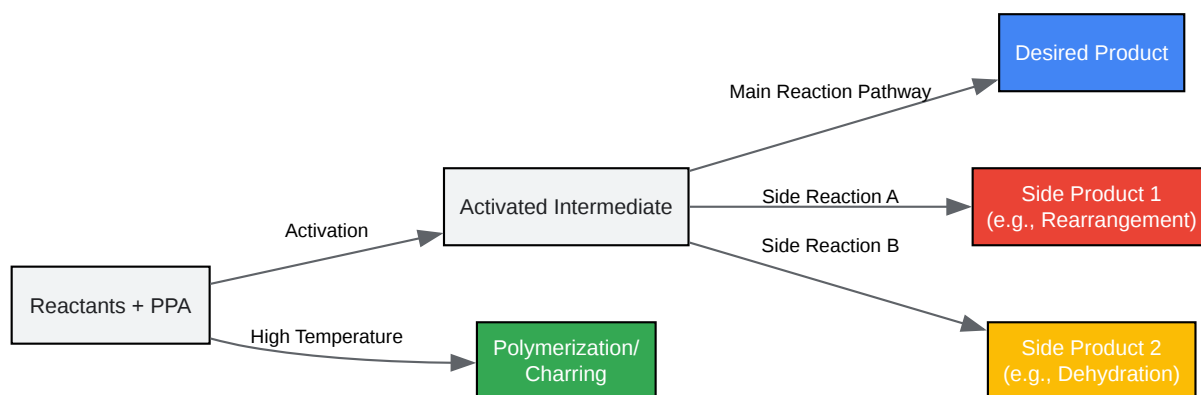 Desired Product
Main Reaction Pathway
Side Product 1
(e.g., Rearrangement)
Side Reaction A
Activated Intermediate
Side Reaction B
Activation
Reactants + PPA
High Temperature
Polymerization/
Charring
Side Product 2
(e.g., Dehydration)